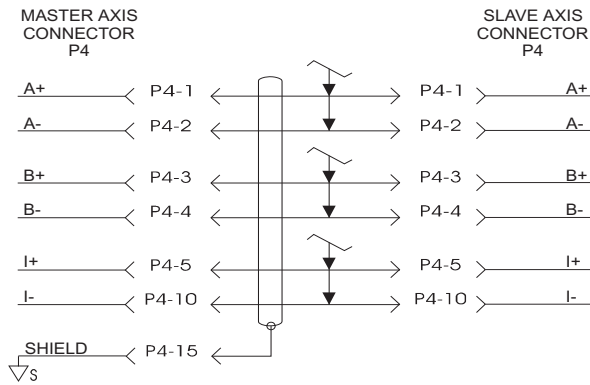 MASTER AXIS
CONNECTOR
P4
SLAVE AXIS
CONNECTOR
P4
A+ P4-1 P4-1 A+
A- P4-2 P4-2 A-
B+ P4-3 P4-3 B+
B- P4-4 P4-4 B-
I+ P4-5 P4-5 I+
I- P4-10 P4-10 I-
SHIELD P4-15
S